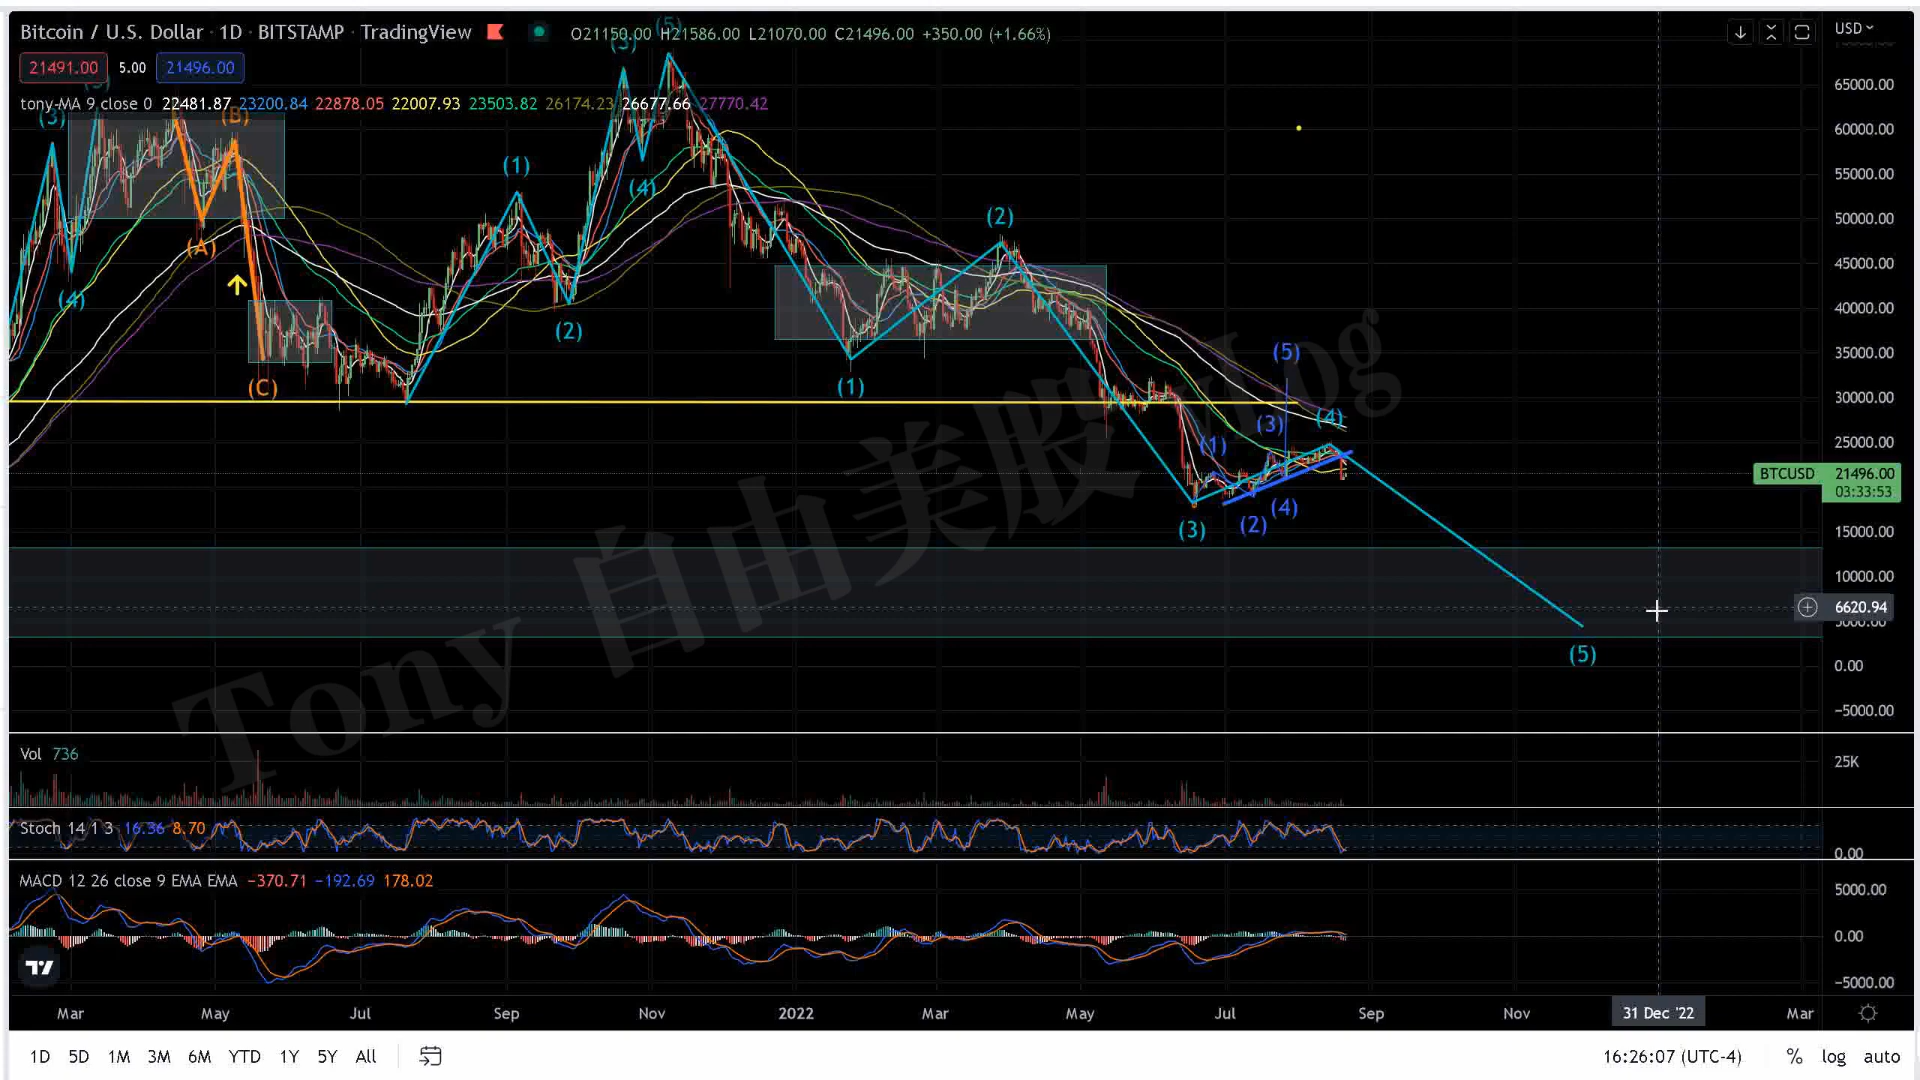 Bitcoin / U.S. Dollar · 1D · BITSTAMP · TradingView
O21150.00 H21586.00 L21070.00 C21496.00 +350.00 (+1.66%)
USD
21491.00 5.00 21496.00
tony-MA 9 close 0 22481.87 23200.84 22878.05 22007.93 23503.82 26174.23 26677.66 27770.42
(3) (5)
(3) (5)
(B)
(1)
(4)
(2)
(A)
(4)
(2)
(C)
(1)
(5)
(4)
(3)
(1)
(4)
(2)
(3)
(5)
65000.00
60000.00
55000.00
50000.00
45000.00
40000.00
35000.00
30000.00
25000.00
BTCUSD 21496.00
03:33:53
15000.00
10000.00
6620.94
5000.00
0.00
−5000.00
Tony 自由美股 vLog
Vol 736
25K
Stoch 14 1 3 16.36 8.70
0.00
MACD 12 26 close 9 EMA EMA −370.71 −192.69 178.02
5000.00
0.00
−5000.00
Mar May Jul Sep Nov 2022 Mar May Jul Sep Nov 31 Dec '22 Mar
1D 5D 1M 3M 6M YTD 1Y 5Y All
16:26:07 (UTC-4) % log auto